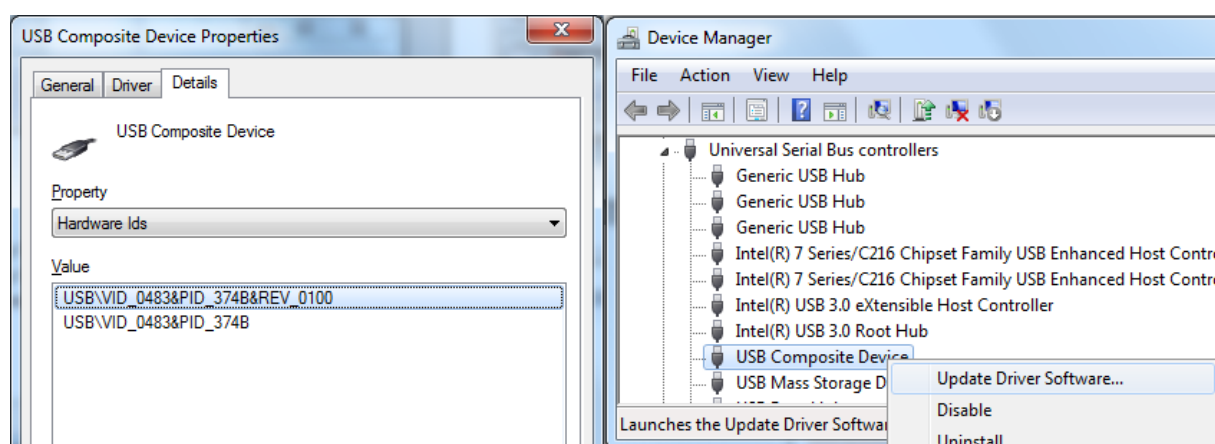 USB Composite Device Properties
General Driver Details
USB Composite Device
Property
Hardware Ids
Value
USB\VID_0483&PID_374B&REV_0100
USB\VID_0483&PID_374B
Device Manager
File Action View Help
Universal Serial Bus controllers
Generic USB Hub
Generic USB Hub
Generic USB Hub
Intel(R) 7 Series/C216 Chipset Family USB Enhanced Host Contr
Intel(R) 7 Series/C216 Chipset Family USB Enhanced Host Contr
Intel(R) USB 3.0 eXtensible Host Controller
Intel(R) USB 3.0 Root Hub
USB Composite Device
USB Mass Storage D
Launches the Update Driver Softwa
Update Driver Software...
Disable
Uninstall